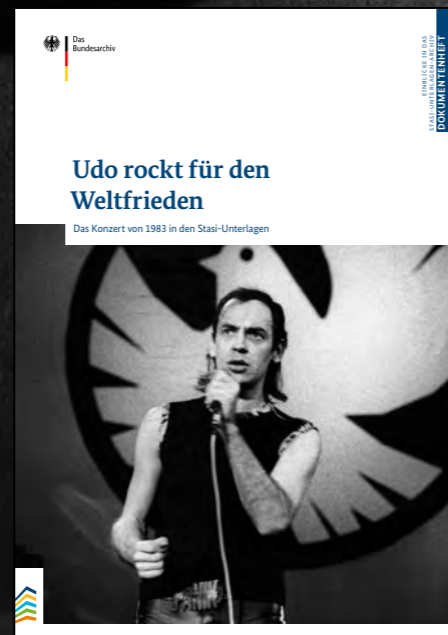 Das
Bundesarchiv
EINBLICKE IN DAS
STASI-UNTERLAGEN-ARCHIV
DOKUMENTENHEFT
Udo rockt für den
Weltfrieden
Das Konzert von 1983 in den Stasi-Unterlagen